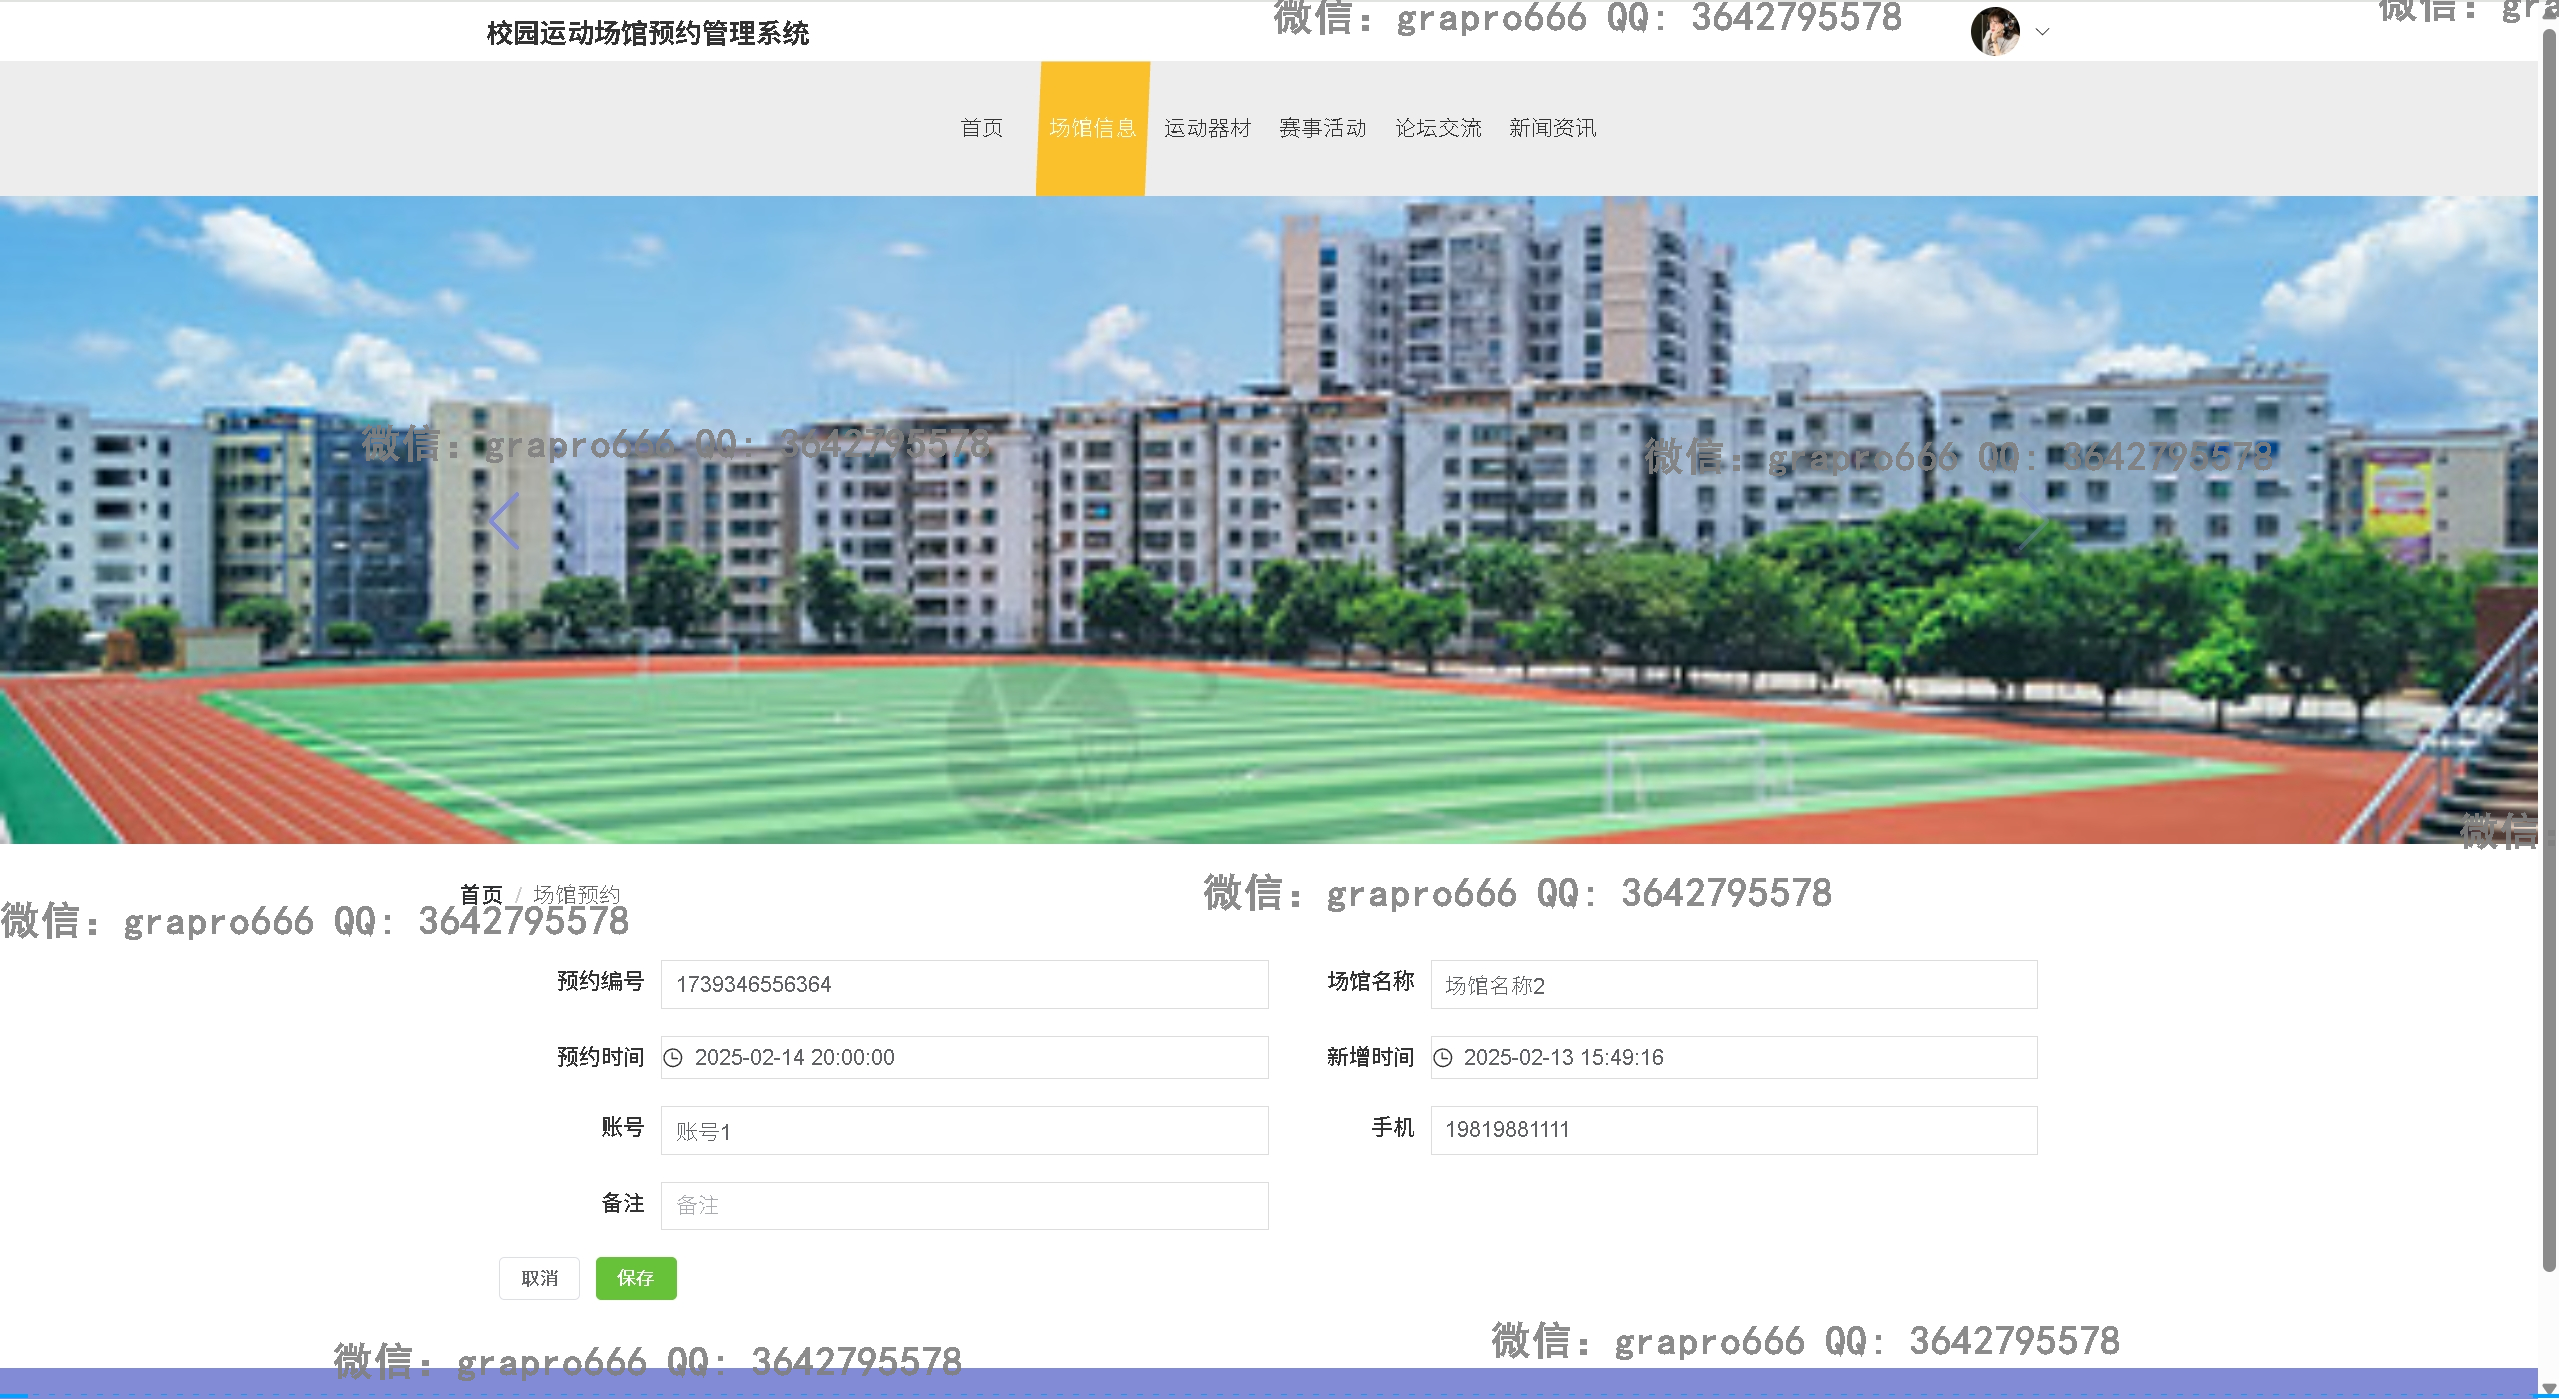 校园运动场馆预约管理系统
微信：grapro666 QQ：3642795578
微信：gra
首页 场馆信息 运动器材 赛事活动 论坛交流 新闻资讯
微信：grapro666 QQ：3642795578
微信：grapro666 QQ：3642795578
微信：
首页 / 场馆预约
微信：grapro666 QQ：3642795578
微信：grapro666 QQ：3642795578
预约编号 1739346556364
场馆名称 场馆名称2
预约时间 2025-02-14 20:00:00
新增时间 2025-02-13 15:49:16
账号 账号1
手机 19819881111
备注 备注
取消 保存
微信：grapro666 QQ：3642795578
微信：grapro666 QQ：3642795578